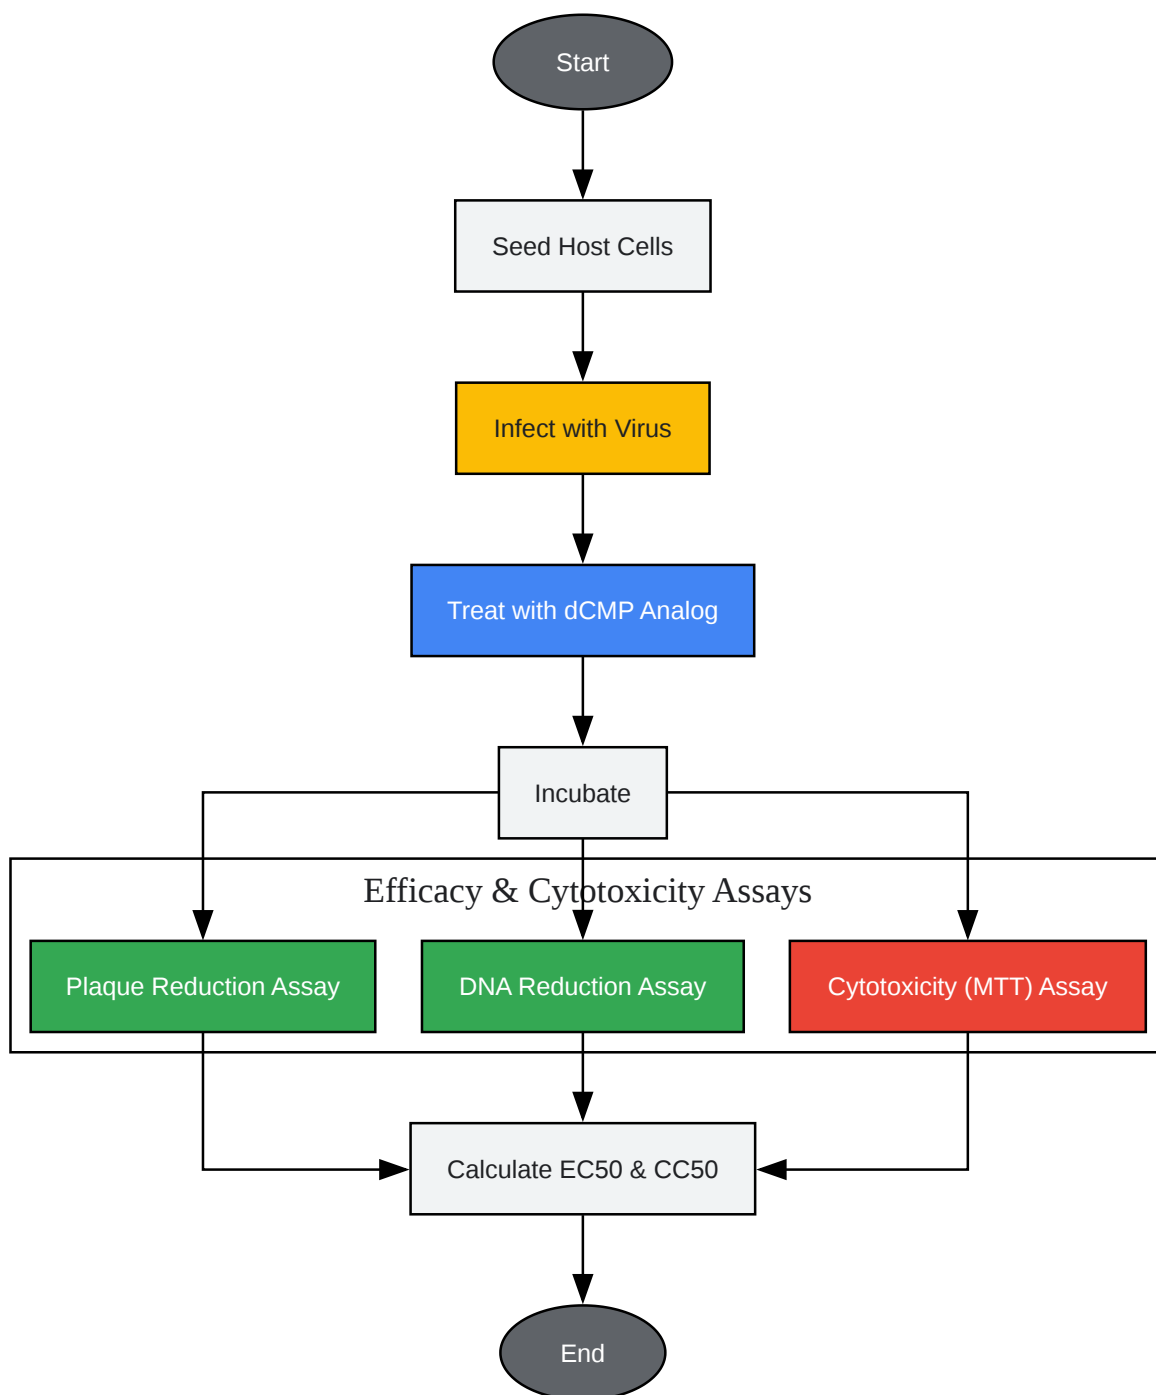 Start
Seed Host Cells
Infect with Virus
Treat with dCMP Analog
Incubate
Efficacy & Cytotoxicity Assays
Plaque Reduction Assay
DNA Reduction Assay
Cytotoxicity (MTT) Assay
Calculate EC50 & CC50
End